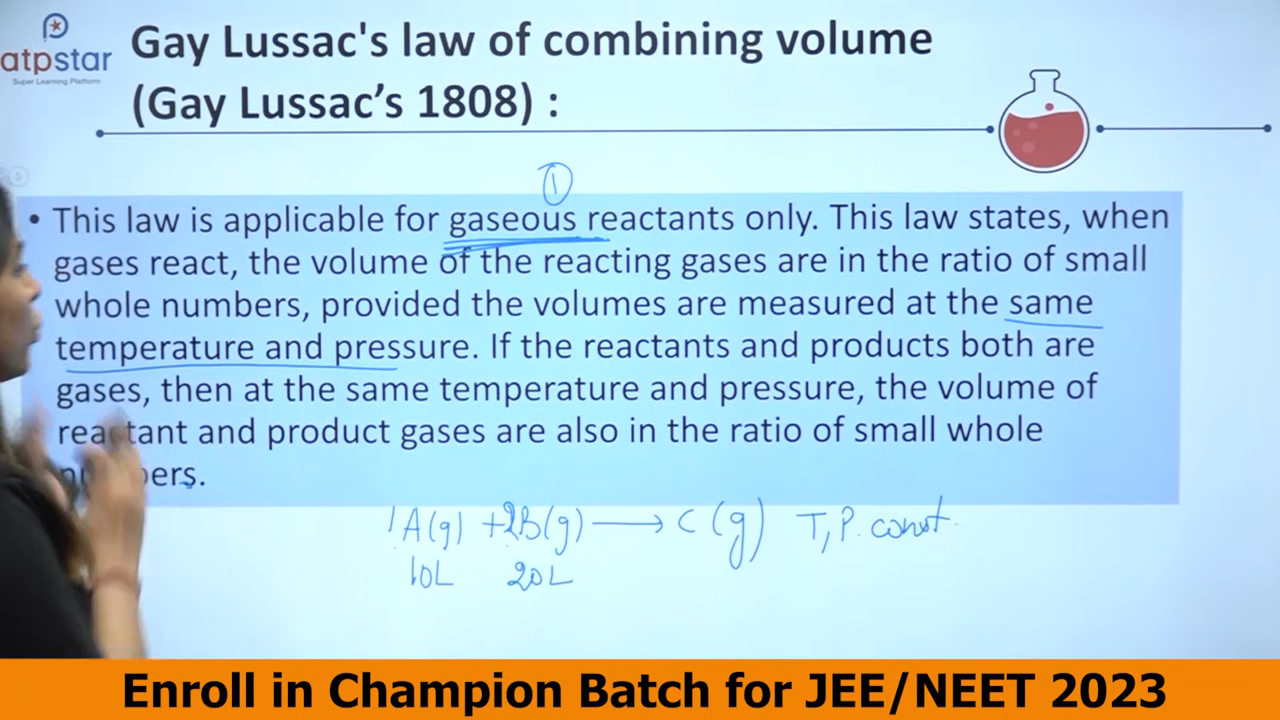 atpstar
Super Learning Platform
Gay Lussac's law of combining volume
(Gay Lussac’s 1808) :
1
• This law is applicable for gaseous reactants only. This law states, when
gases react, the volume of the reacting gases are in the ratio of small
whole numbers, provided the volumes are measured at the same
temperature and pressure. If the reactants and products both are
gases, then at the same temperature and pressure, the volume of
reactant and product gases are also in the ratio of small whole
numbers.
1A(g) +2B(g) ⟶ C(g) T,P. const.
10L 20L
Enroll in Champion Batch for JEE/NEET 2023